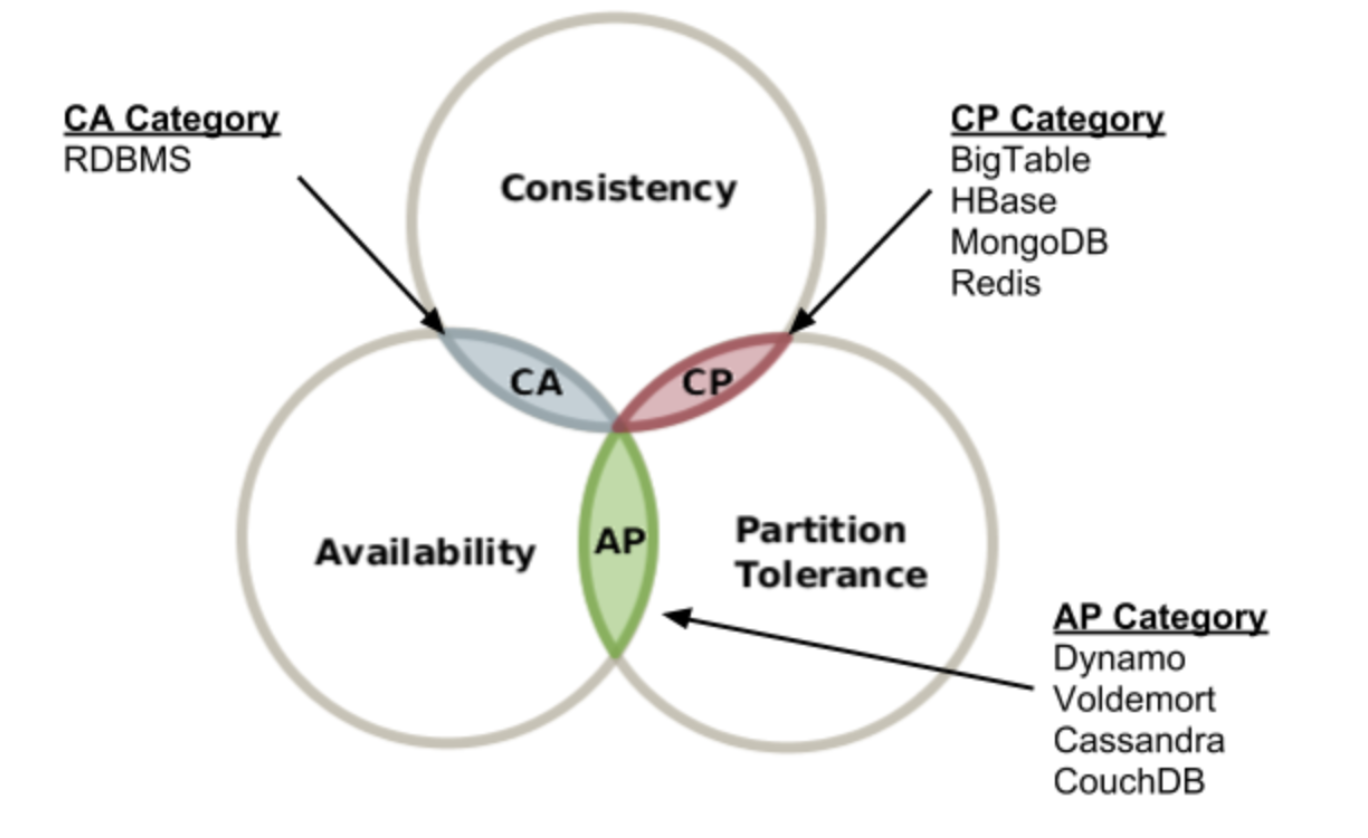 CA Category
RDBMS
Consistency
CP Category
BigTable
HBase
MongoDB
Redis
CA
CP
AP
Availability
Partition
Tolerance
AP Category
Dynamo
Voldemort
Cassandra
CouchDB